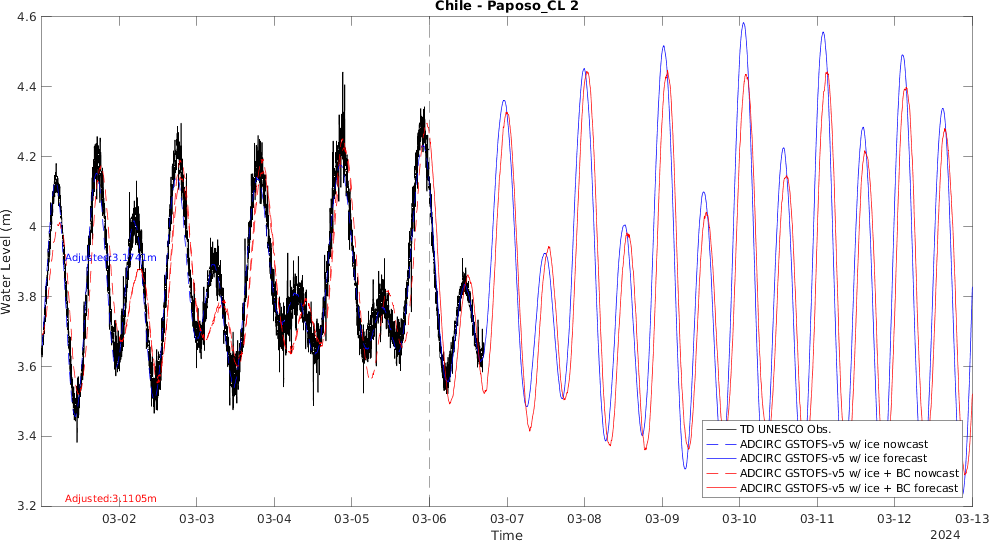 Chile - Paposo_CL 2
Water Level (m)
4.6
4.4
4.2
4
3.8
3.6
3.4
3.2
Adjusted:3.1741m
Adjusted:3.1105m
TD UNESCO Obs.
ADCIRC GSTOFS-v5 w/ ice nowcast
ADCIRC GSTOFS-v5 w/ ice forecast
ADCIRC GSTOFS-v5 w/ ice + BC nowcast
ADCIRC GSTOFS-v5 w/ ice + BC forecast
03-02 03-03 03-04 03-05 03-06 03-07 03-08 03-09 03-10 03-11 03-12 03-13
Time
2024